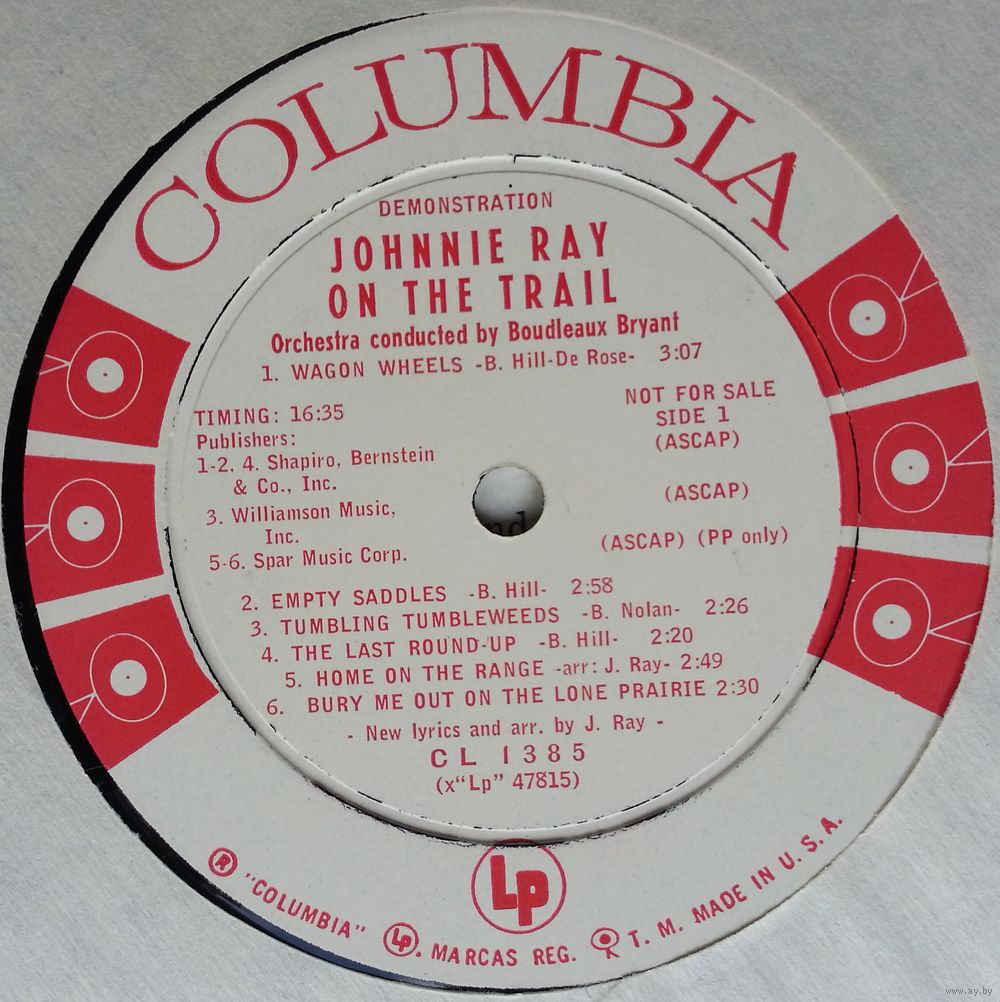 COLUMBIA
DEMONSTRATION
JOHNNIE RAY
ON THE TRAIL
Orchestra conducted by Boudleaux Bryant
1. WAGON WHEELS -B. Hill-De Rose- 3:07
NOT FOR SALE
TIMING: 16:35 SIDE 1
Publishers: (ASCAP)
1-2, 4. Shapiro, Bernstein
& Co., Inc. (ASCAP)
3. Williamson Music,
Inc. (ASCAP) (PP only)
5-6. Spar Music Corp.
2. EMPTY SADDLES -B. Hill- 2:58
3. TUMBLING TUMBLEWEEDS -B. Nolan- 2:26
4. THE LAST ROUND-UP -B. Hill- 2:20
5. HOME ON THE RANGE -arr: J. Ray- 2:49
6. BURY ME OUT ON THE LONE PRAIRIE 2:30
- New lyrics and arr. by J. Ray -
CL 1385
(x"Lp" 47815)
Lp
® "COLUMBIA" Lp. MARCAS REG. T. M. MADE IN U. S. A.
www.ay.by